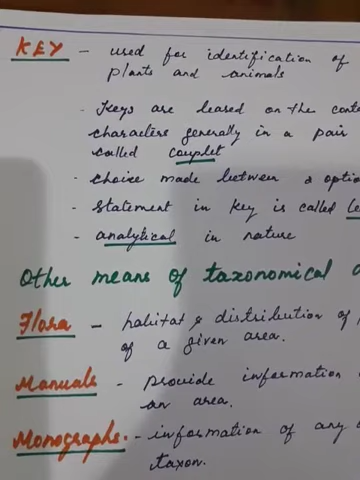 KEY - used for identification of
plants and animals
- Keys are based on the cont
characters generally in a pair
called couplet
- choice made between 2 optio
- statement in key is called le
- analytical in nature
Other means of taxonomical d
Flora - habitat & distribution of
of a given area.
Manuals - provide information
an area.
Monographs. - information of any
taxon.